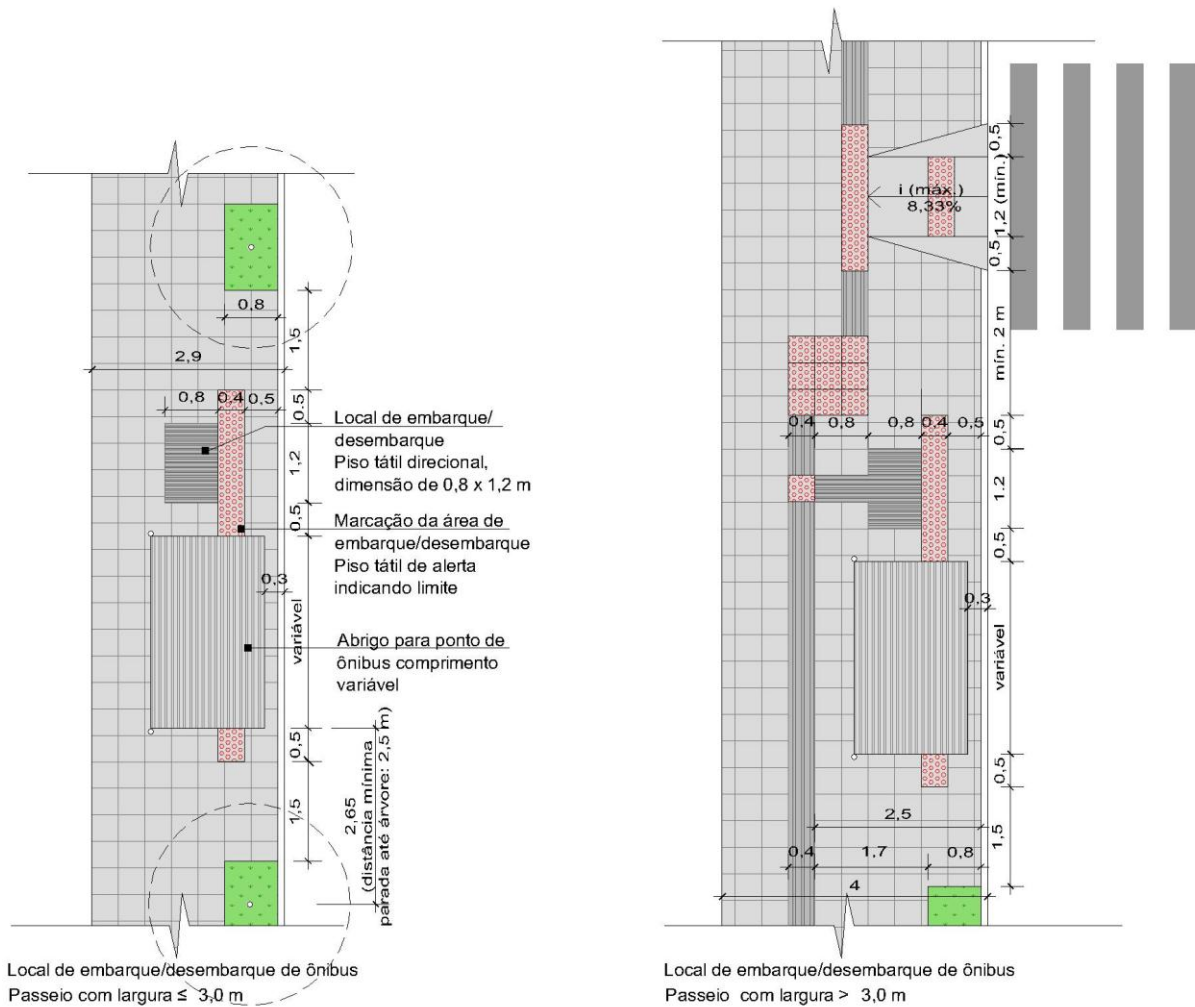 0,8
1,5
2,9
0,8 0,4 0,5
0,5
1,2
0,5
Local de embarque/
desembarque
Piso tátil direcional,
dimensão de 0,8 x 1,2 m
Marcação da área de
embarque/desembarque
Piso tátil de alerta
indicando limite
0,3
variável
Abrigo para ponto de
ônibus comprimento
variável
0,5
1,5
2,65
(distância mínima
parada até árvore: 2,5 m)
Local de embarque/desembarque de ônibus
Passeio com largura ≤ 3,0 m
0,5
i (máx.)
8,33%
1,2 (mín.)
0,5
mín. 2 m
0,4 0,8 0,8 0,4 0,5
0,5
1,2
0,5
0,3
variável
0,5
2,5
1,5
0,4 1,7 0,8
4
Local de embarque/desembarque de ônibus
Passeio com largura > 3,0 m